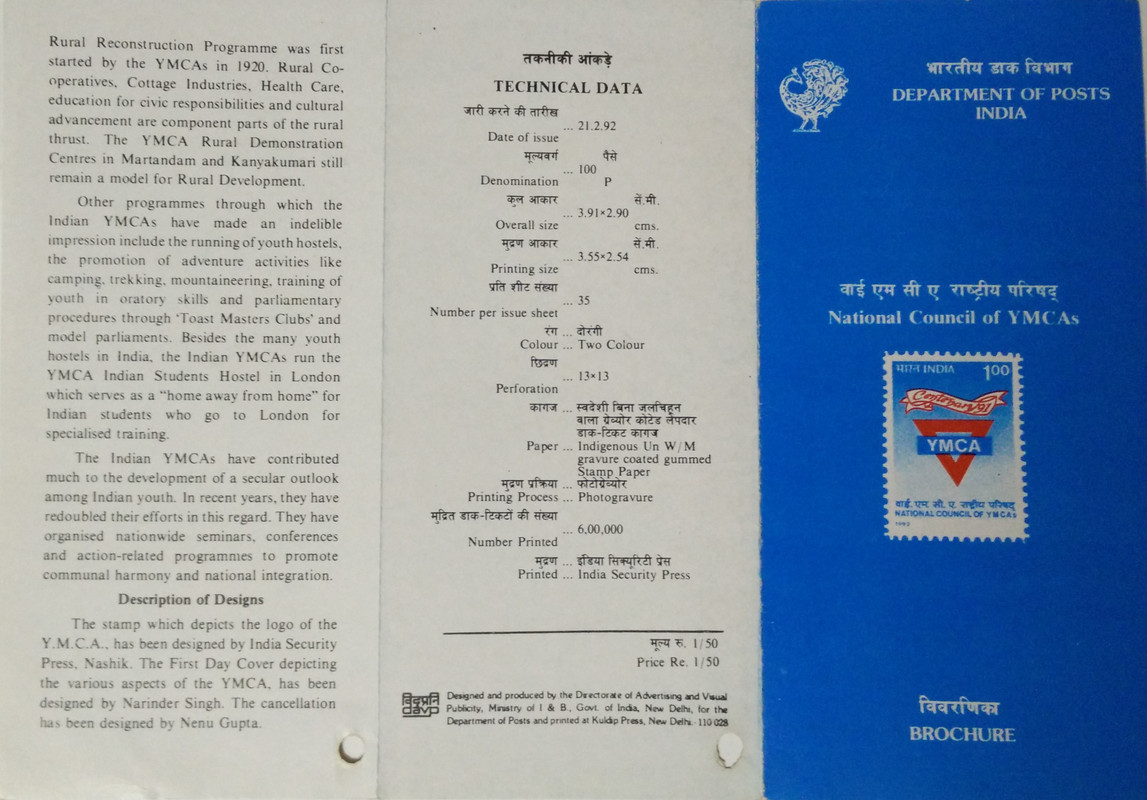 Rural Reconstruction Programme was first
started by the YMCAs in 1920. Rural Co-
operatives, Cottage Industries, Health Care,
education for civic responsibilities and cultural
advancement are component parts of the rural
thrust. The YMCA Rural Demonstration
Centres in Martandam and Kanyakumari still
remain a model for Rural Development.
Other programmes through which the
Indian YMCAs have made an indelible
impression include the running of youth hostels,
the promotion of adventure activities like
camping, trekking, mountaineering, training of
youth in oratory skills and parliamentary
procedures through 'Toast Masters Clubs' and
model parliaments. Besides the many youth
hostels in India, the Indian YMCAs run the
YMCA Indian Students Hostel in London
which serves as a "home away from home" for
Indian students who go to London for
specialised training.
The Indian YMCAs have contributed
much to the development of a secular outlook
among Indian youth. In recent years, they have
redoubled their efforts in this regard. They have
organised nationwide seminars, conferences
and action-related programmes to promote
communal harmony and national integration.
Description of Designs
The stamp which depicts the logo of the
Y.M.C.A., has been designed by India Security
Press, Nashik. The First Day Cover depicting
the various aspects of the YMCA, has been
designed by Narinder Singh. The cancellation
has been designed by Nenu Gupta.
तकनीकी आंकड़े
TECHNICAL DATA
जारी करने की तारीख
... 21.2.92
Date of issue
मूल्यवर्ग पैसे
... 100
Denomination P
कुल आकार सें.मी.
... 3.91×2.90
Overall size cms.
मुद्रण आकार सें.मी.
... 3.55×2.54
Printing size cms.
प्रति शीट संख्या
... 35
Number per issue sheet
रंग ... दोरंगी
Colour ... Two Colour
छिद्रण
... 13×13
Perforation
कागज ... स्वदेशी बिना जलचिहन
वाला ग्रेव्योर कोटेड लेपदार
डाक-टिकट कागज
Paper ... Indigenous Un W/M
gravure coated gummed
Stamp Paper
मुद्रण प्रक्रिया ... फोटोग्रेव्योर
Printing Process ... Photogravure
मुद्रित डाक-टिकटों की संख्या
... 6,00,000
Number Printed
मुद्रण ... इंडिया सिक्यूरिटी प्रेस
Printed ... India Security Press
मूल्य रु. 1/50
Price Re. 1/50
विदृप्रनि
davp
Designed and produced by the Directorate of Advertising and Visual
Publicity, Ministry of I & B., Govt. of India, New Delhi, for the
Department of Posts and printed at Kuldip Press, New Delhi.-110 028
भारतीय डाक विभाग
DEPARTMENT OF POSTS
INDIA
वाई एम सी ए राष्ट्रीय परिषद्
National Council of YMCAs
भारत INDIA 100
Centenary 91
YMCA
वाई. एम. सी. ए. राष्ट्रीय परिषद्
NATIONAL COUNCIL OF YMCAs
1992
विवरणिका
BROCHURE